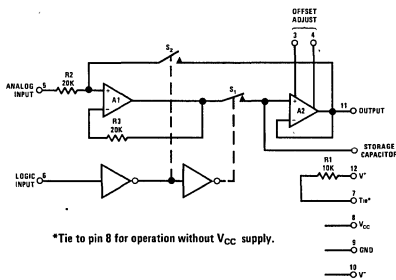 OFFSET
ADJUST
3 4
S₂
R2
20K
ANALOG
INPUT
5
+
A1
-
S₁
+
A2
-
11
OUTPUT
R3
20K
STORAGE
CAPACITOR
R1
10K
12
V⁺
7
TIE*
LOGIC
INPUT
6
8
VCC
9
GND
10
V⁻
*Tie to pin 8 for operation without VCC supply.